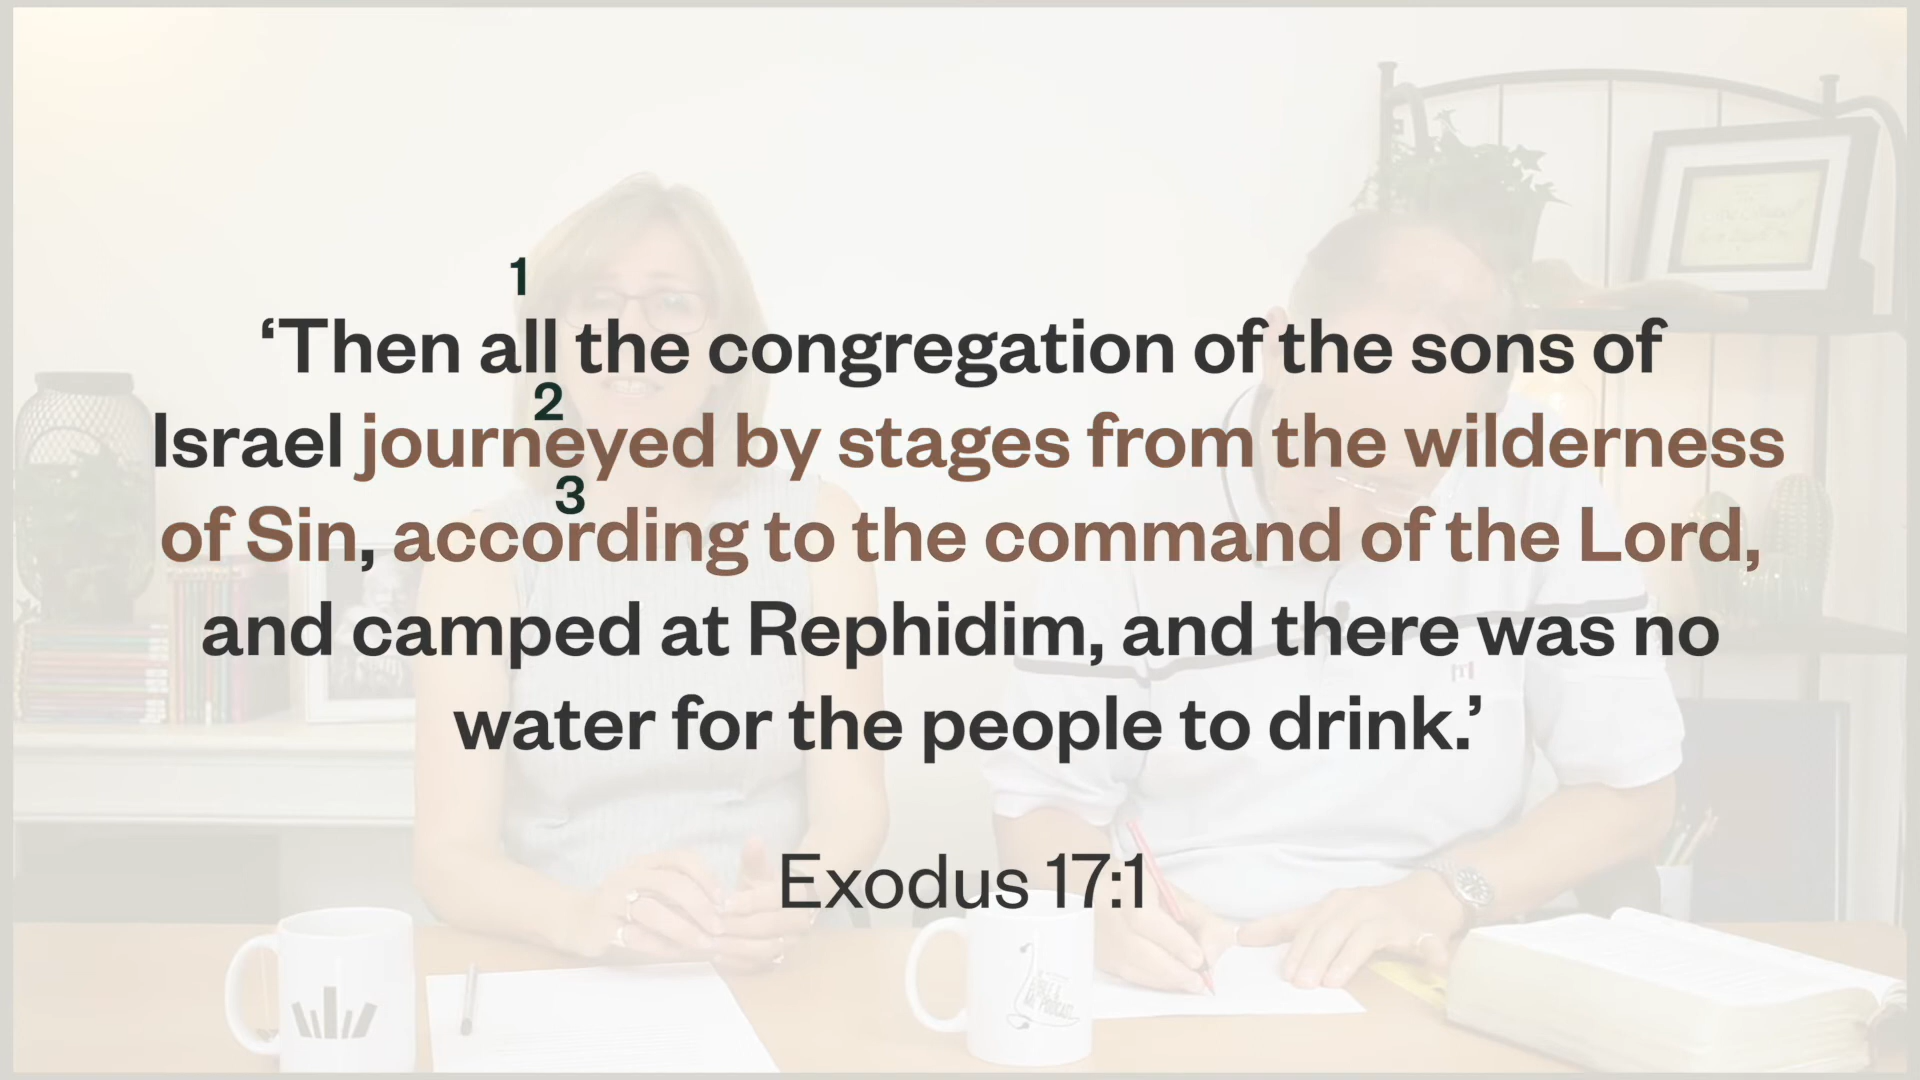 1
‘Then all the congregation of the sons of
2
Israel journeyed by stages from the wilderness
3
of Sin, according to the command of the Lord,
and camped at Rephidim, and there was no
water for the people to drink.’
Exodus 17:1